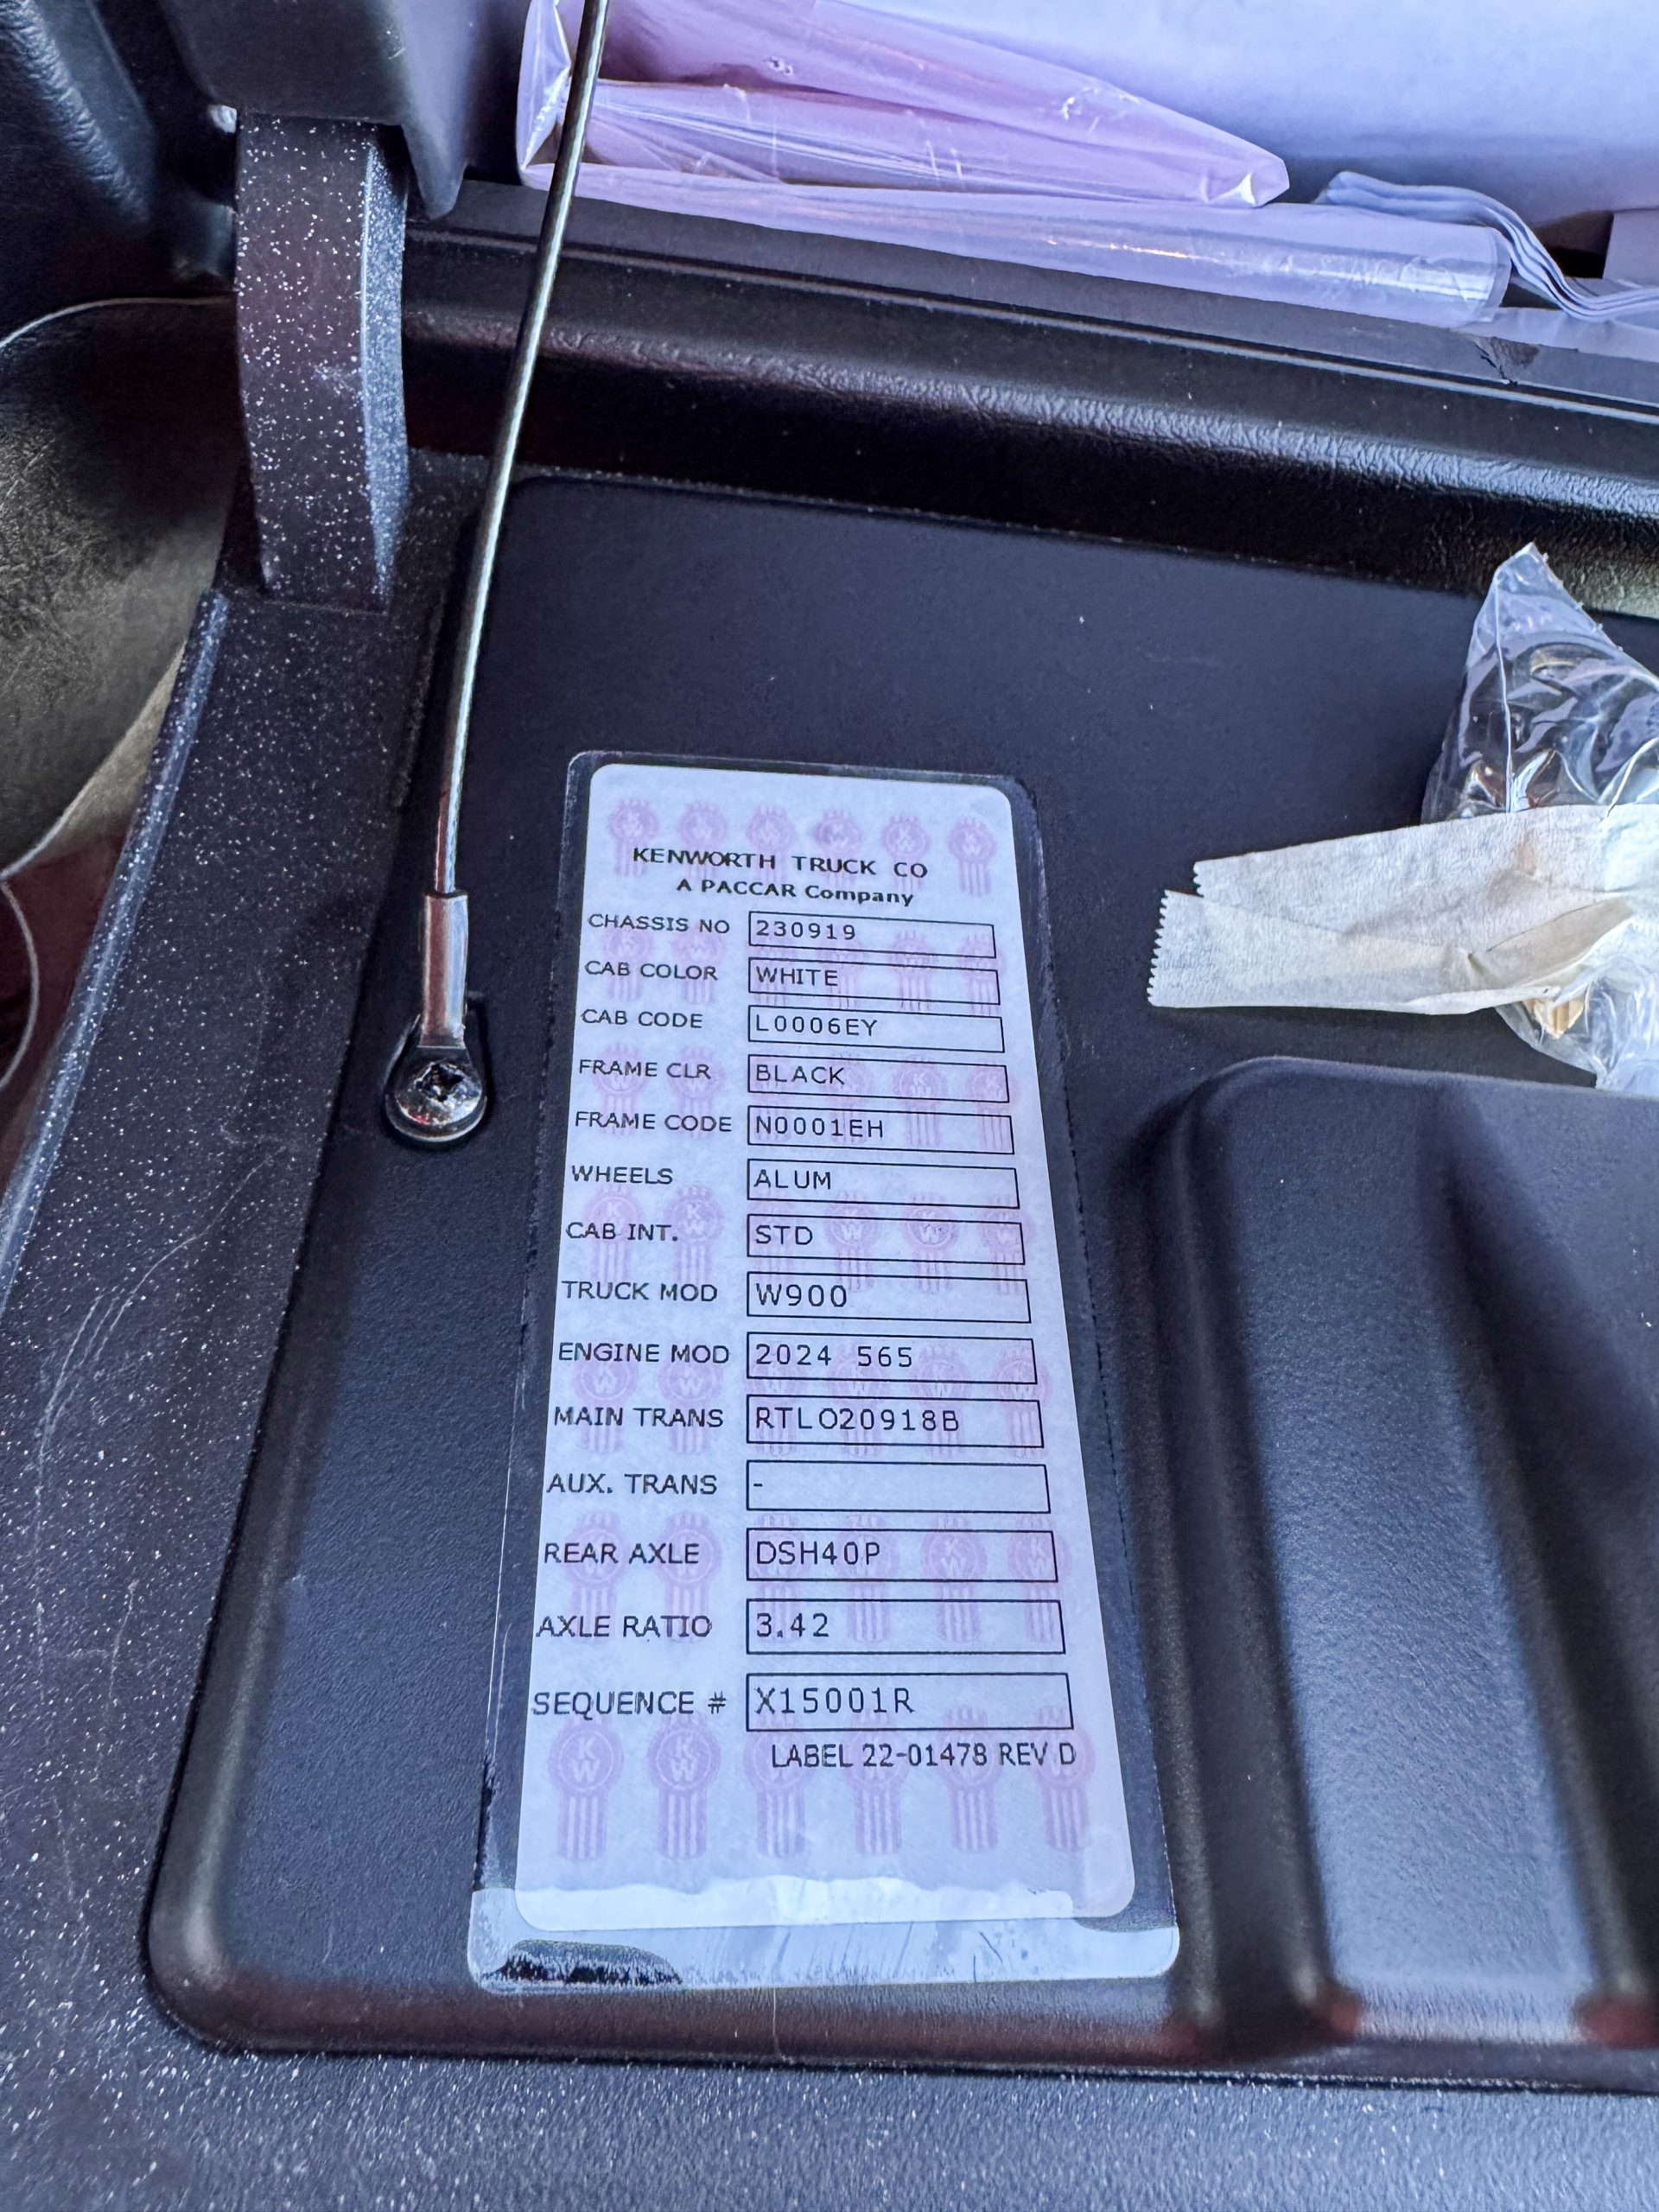 KENWORTH TRUCK CO
A PACCAR Company
CHASSIS NO 230919
CAB COLOR WHITE
CAB CODE L0006EY
FRAME CLR BLACK
FRAME CODE N0001EH
WHEELS ALUM
CAB INT. STD
TRUCK MOD W900
ENGINE MOD 2024 565
MAIN TRANS RTLO20918B
AUX. TRANS -
REAR AXLE DSH40P
AXLE RATIO 3.42
SEQUENCE # X15001R
LABEL 22-01478 REV D